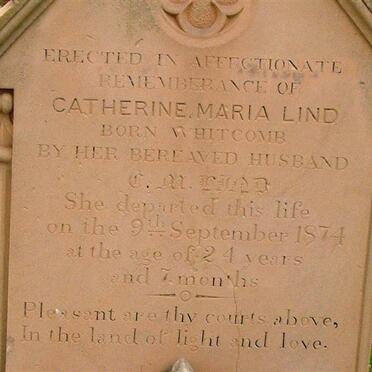 ERECTED IN AFFECTIONATE
REMEMBERANCE OF
CATHERINE MARIA LIND
BORN WHITCOMB
BY HER BEREAVED HUSBAND
C. M. LIND
She departed this life
on the 9th September 1874
at the age of 24 years
and 7 months
Pleasant are thy courts above,
In the land of light and love.